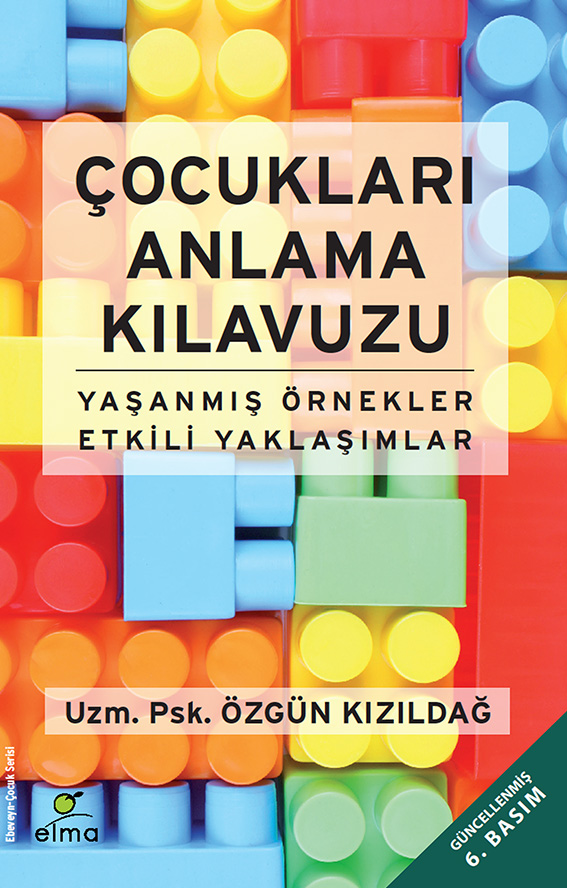 ÇOCUKLARI
ANLAMA
KILAVUZU
YAŞANMIŞ ÖRNEKLER
ETKİLİ YAKLAŞIMLAR
Uzm. Psk. ÖZGÜN KIZILDAĞ
Ebeveyn-Çocuk Serisi
elma
GÜNCELLENMİŞ
6. BASIM